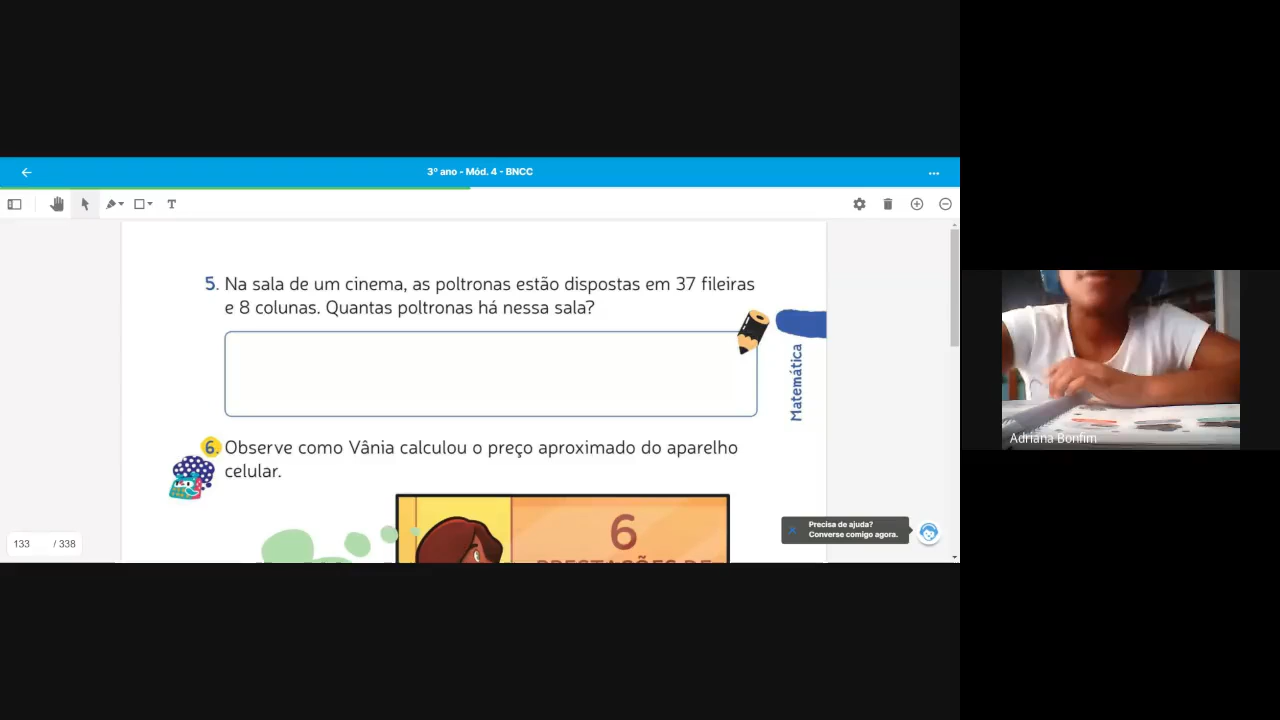 3º ano - Mód. 4 - BNCC
T
5. Na sala de um cinema, as poltronas estão dispostas em 37 fileiras
e 8 colunas. Quantas poltronas há nessa sala?
Matemática
6. Observe como Vânia calculou o preço aproximado do aparelho
celular.
6
PRESTAÇÕES DE
Precisa de ajuda?
Converse comigo agora.
133 / 338
Adriana Bonfim